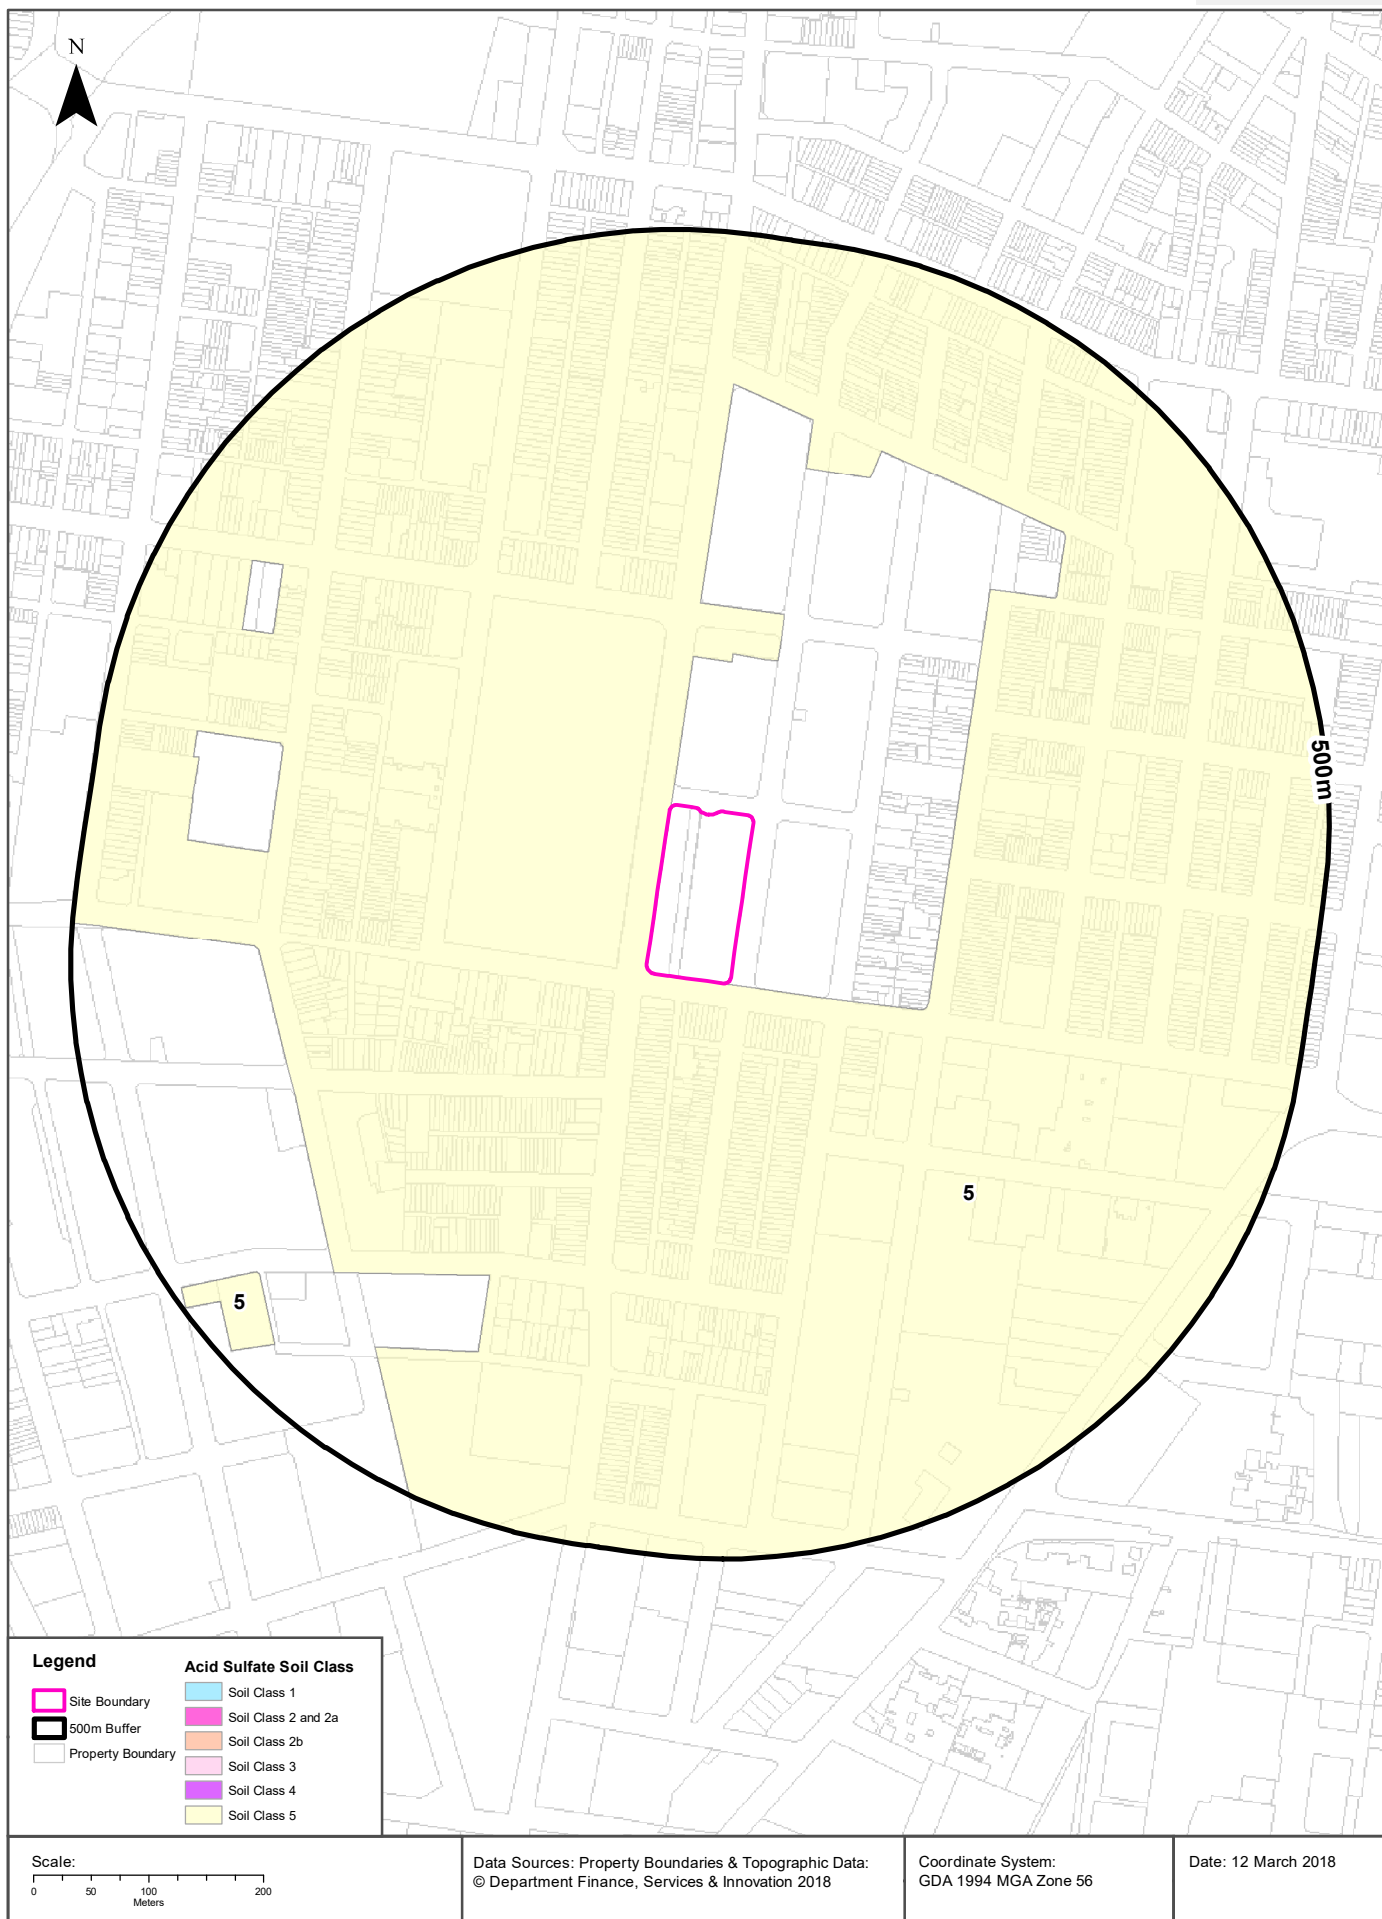 N
500m
5
5
Legend
Site Boundary
500m Buffer
Property Boundary
Acid Sulfate Soil Class
Soil Class 1
Soil Class 2 and 2a
Soil Class 2b
Soil Class 3
Soil Class 4
Soil Class 5
Scale:
0 50 100 200
Meters
Data Sources: Property Boundaries & Topographic Data:
© Department Finance, Services & Innovation 2018
Coordinate System:
GDA 1994 MGA Zone 56
Date: 12 March 2018